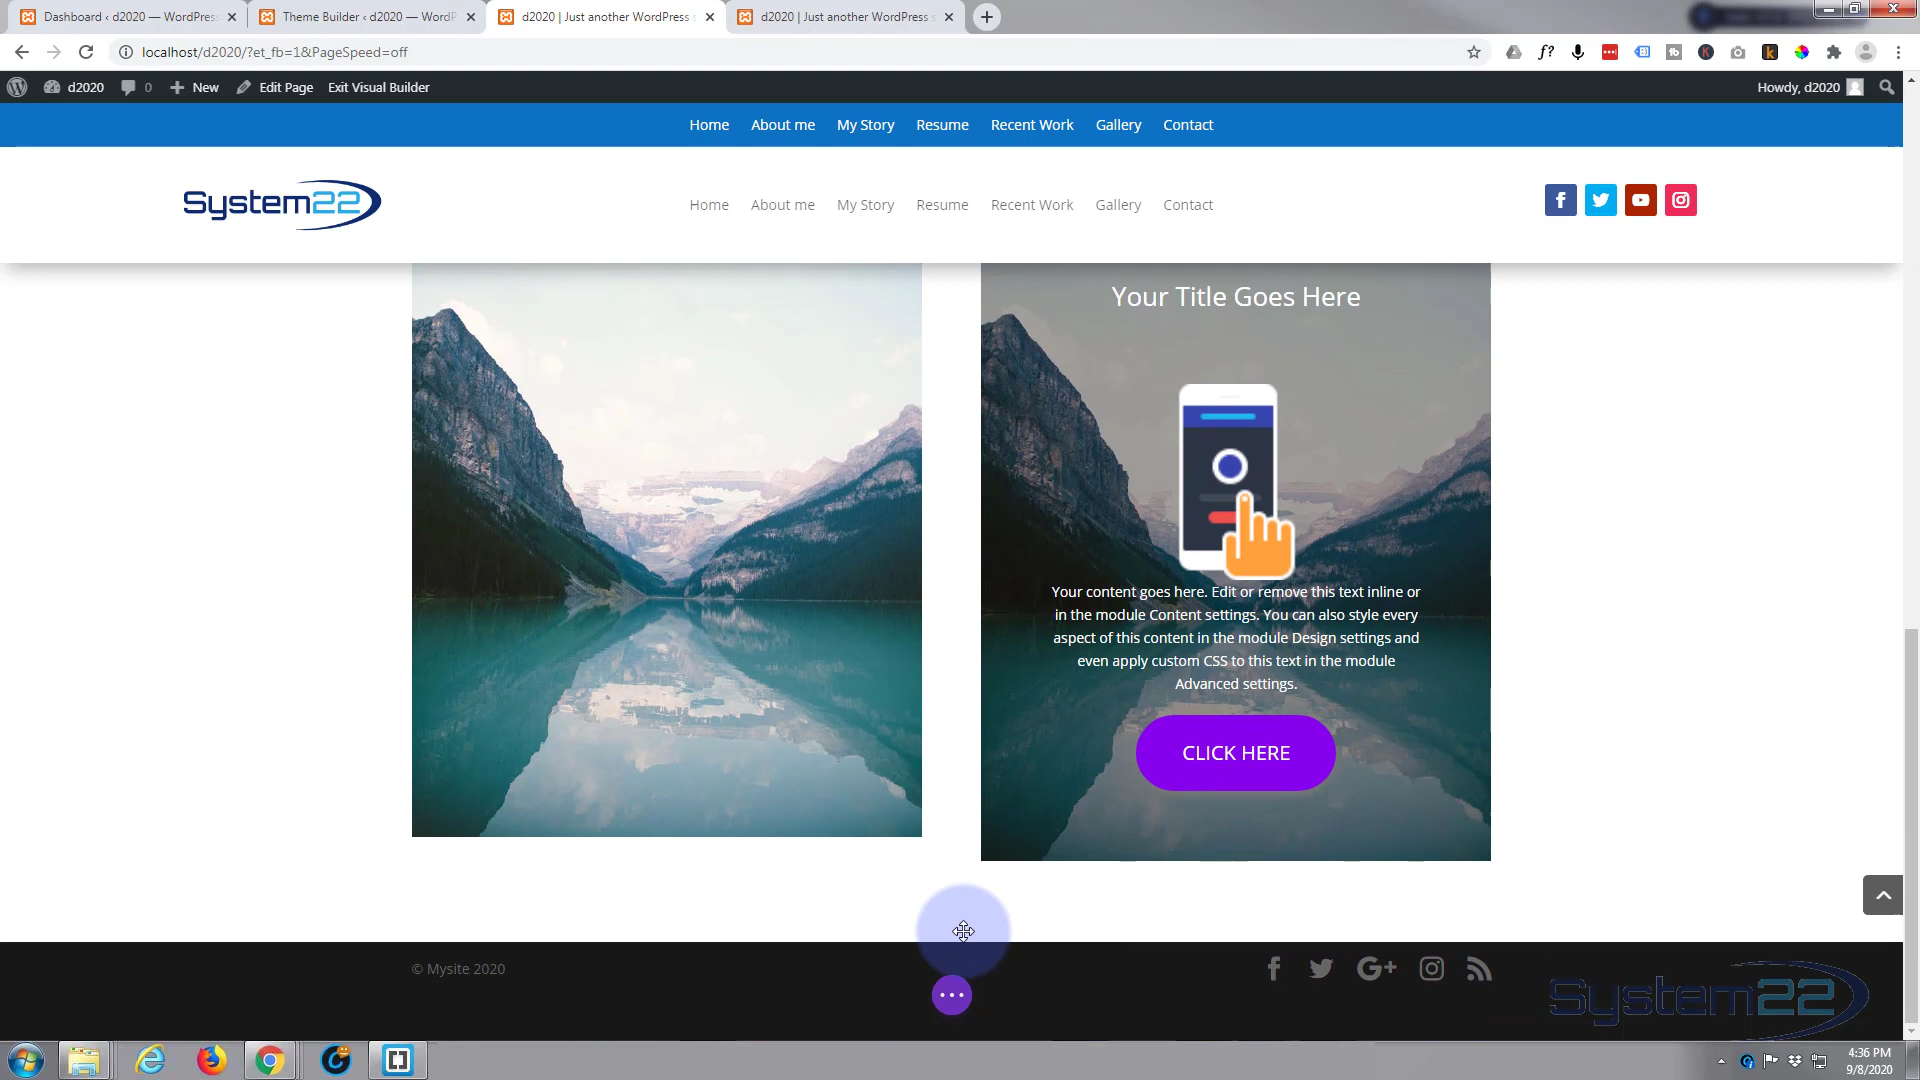 Dashboard ‹ d2020 — WordPress
Theme Builder ‹ d2020 — WordP
d2020 | Just another WordPress s
d2020 | Just another WordPress s
localhost/d2020/?et_fb=1&PageSpeed=off
d2020
0
New
Edit Page
Exit Visual Builder
Howdy, d2020
Home
About me
My Story
Resume
Recent Work
Gallery
Contact
System22
Home
About me
My Story
Resume
Recent Work
Gallery
Contact
Your Title Goes Here
Your content goes here. Edit or remove this text inline or
in the module Content settings. You can also style every
aspect of this content in the module Design settings and
even apply custom CSS to this text in the module
Advanced settings.
CLICK HERE
© Mysite 2020
System22
4:36 PM
9/8/2020